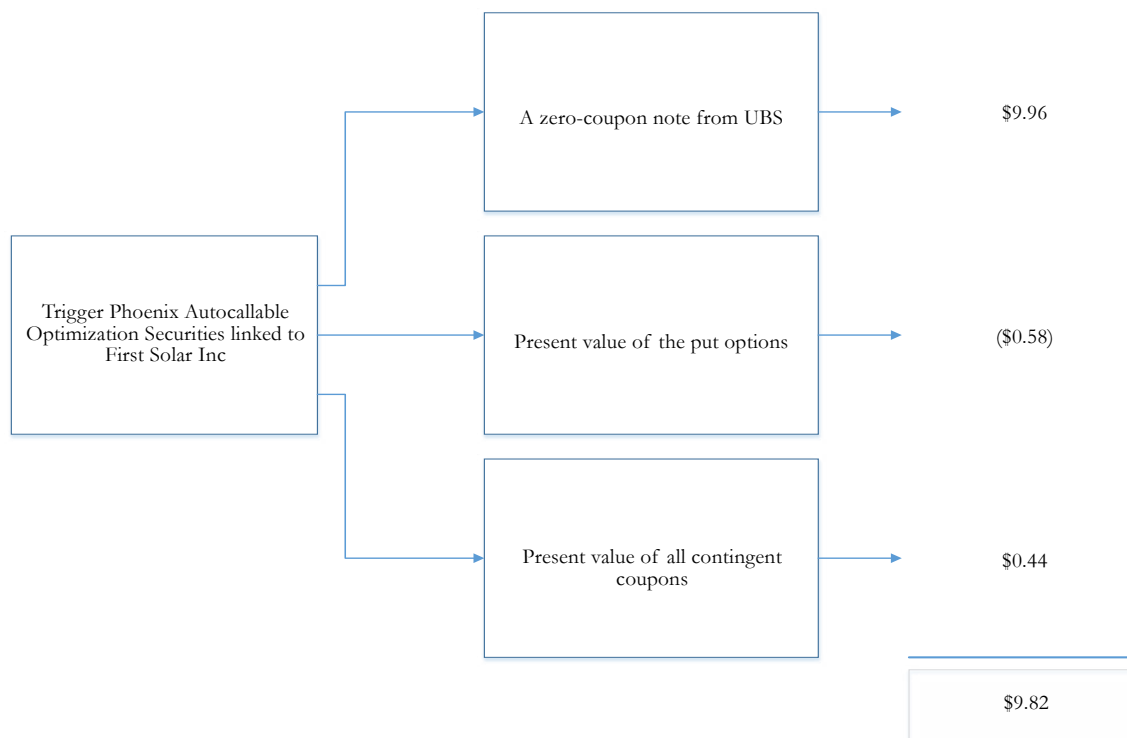 A zero-coupon note from UBS
$9.96
Trigger Phoenix Autocallable
Optimization Securities linked to
First Solar Inc
Present value of the put options
($0.58)
Present value of all contingent
coupons
$0.44
$9.82